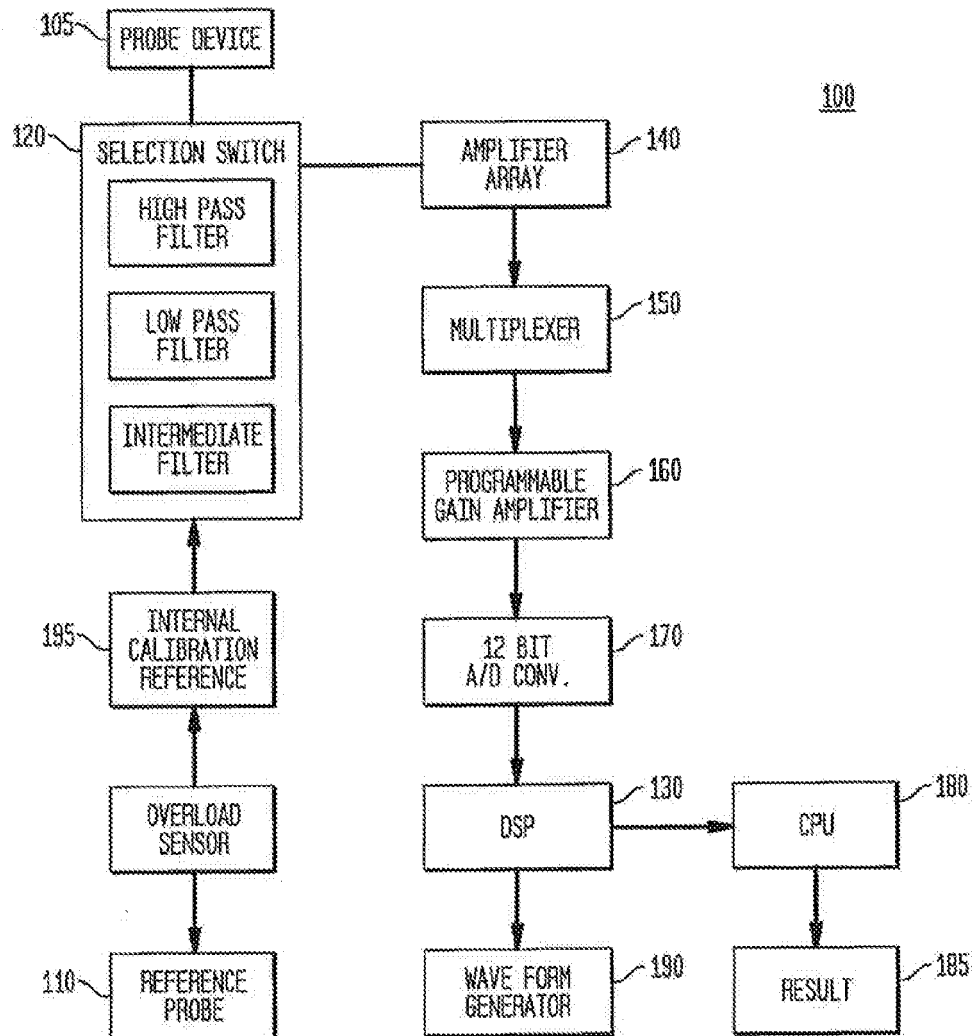 105
PROBE DEVICE
100
120
SELECTION SWITCH
HIGH PASS
FILTER
LOW PASS
FILTER
INTERMEDIATE
FILTER
AMPLIFIER
ARRAY
140
MULTIPLEXER
150
PROGRAMMABLE
GAIN AMPLIFIER
160
195
INTERNAL
CALIBRATION
REFERENCE
12 BIT
A/D CONV.
170
OVERLOAD
SENSOR
DSP
130
CPU
180
110
REFERENCE
PROBE
WAVE FORM
GENERATOR
190
RESULT
185